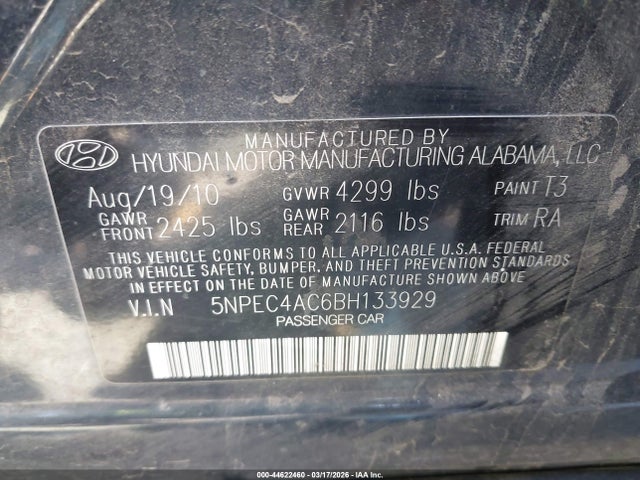 MANUFACTURED BY
HYUNDAI MOTOR MANUFACTURING ALABAMA, LLC
Aug/19/10 GVWR 4299 lbs PAINT T3
GAWR FRONT 2425 lbs GAWR REAR 2116 lbs TRIM RA
THIS VEHICLE CONFORMS TO ALL APPLICABLE U.S.A. FEDERAL
MOTOR VEHICLE SAFETY, BUMPER, AND THEFT PREVENTION STANDARDS
IN EFFECT ON THE DATE OF MANUFACTURE SHOWN ABOVE.
V.I.N 5NPEC4AC6BH133929
PASSENGER CAR
000-44622460 - 03/17/2026 - IAA Inc.